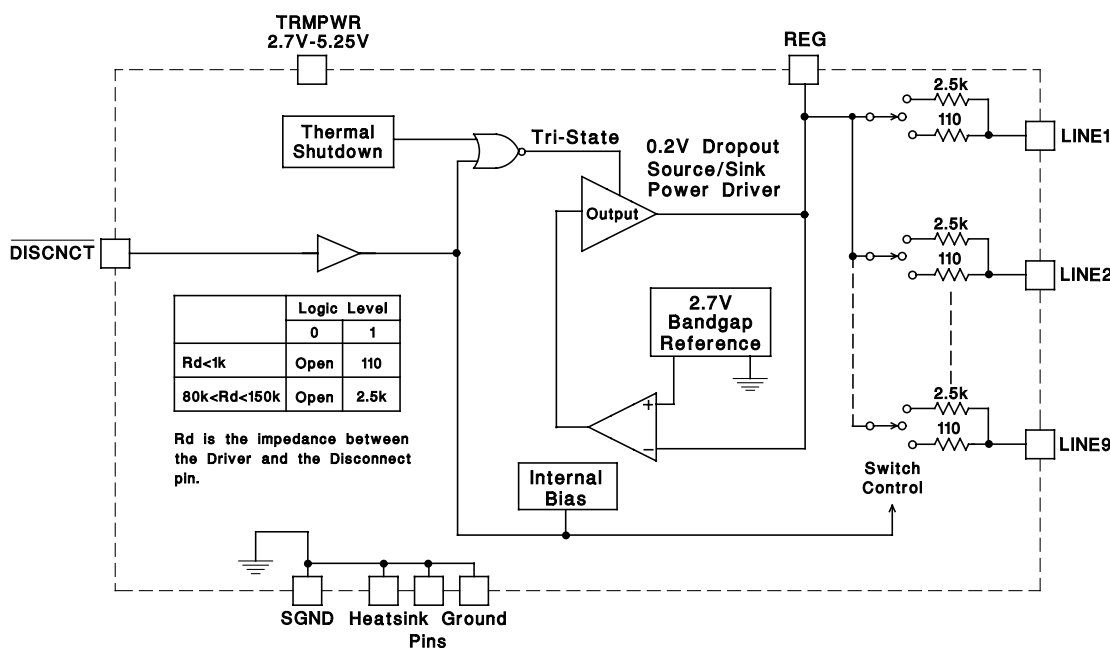 TRMPWR
2.7V-5.25V
REG
2.5k
110
LINE1
Thermal
Shutdown
Tri-State
0.2V Dropout
Source/Sink
Power Driver
Output
DISCNCT
2.5k
110
LINE2
Logic Level
0 1
Rd<1k Open 110
80k<Rd<150k Open 2.5k
2.7V
Bandgap
Reference
+
−
2.5k
110
LINE9
Rd is the impedance between
the Driver and the Disconnect
pin.
Internal
Bias
Switch
Control
SGND Heatsink Ground
Pins